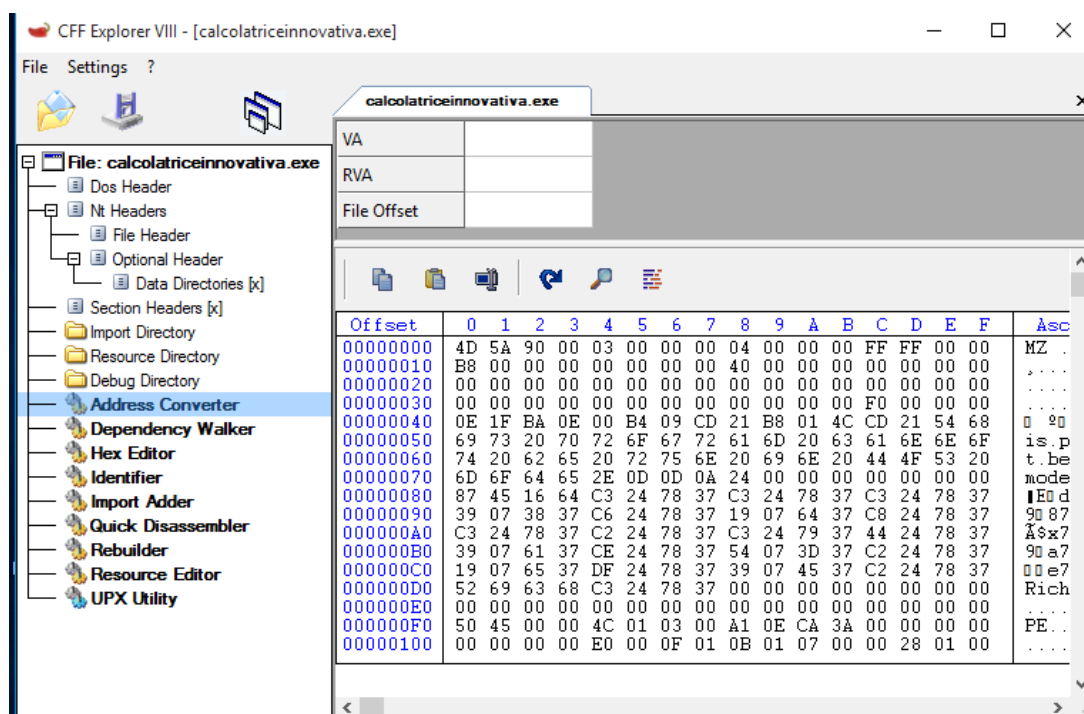 CFF Explorer VIII - [calcolatriceinnovativa.exe]
File Settings ?
calcolatriceinnovativa.exe
VA
RVA
File Offset
File: calcolatriceinnovativa.exe
Dos Header
Nt Headers
File Header
Optional Header
Data Directories [x]
Section Headers [x]
Import Directory
Resource Directory
Debug Directory
Address Converter
Dependency Walker
Hex Editor
Identifier
Import Adder
Quick Disassembler
Rebuilder
Resource Editor
UPX Utility
Offset 0 1 2 3 4 5 6 7 8 9 A B C D E F Asc
00000000 4D 5A 90 00 03 00 00 00 04 00 00 00 FF FF 00 00 MZ .
00000010 B8 00 00 00 00 00 00 00 40 00 00 00 00 00 00 00 ¸...
00000020 00 00 00 00 00 00 00 00 00 00 00 00 00 00 00 00 ....
00000030 00 00 00 00 00 00 00 00 00 00 00 00 F0 00 00 00 ....
00000040 0E 1F BA 0E 00 B4 09 CD 21 B8 01 4C CD 21 54 68 º
00000050 69 73 20 70 72 6F 67 72 61 6D 20 63 61 6E 6E 6F is.p
00000060 74 20 62 65 20 72 75 6E 20 69 6E 20 44 4F 53 20 t.be
00000070 6D 6F 64 65 2E 0D 0D 0A 24 00 00 00 00 00 00 00 mode
00000080 87 45 16 64 C3 24 78 37 C3 24 78 37 C3 24 78 37 E d
00000090 39 07 38 37 C6 24 78 37 19 07 64 37 C8 24 78 37 9 87
000000A0 C3 24 78 37 C2 24 78 37 C3 24 79 37 44 24 78 37 Ã$x7
000000B0 39 07 61 37 CE 24 78 37 54 07 3D 37 C2 24 78 37 9 a7
000000C0 19 07 65 37 DF 24 78 37 39 07 45 37 C2 24 78 37 e7
000000D0 52 69 63 68 C3 24 78 37 00 00 00 00 00 00 00 00 Rich
000000E0 00 00 00 00 00 00 00 00 00 00 00 00 00 00 00 00 ....
000000F0 50 45 00 00 4C 01 03 00 A1 0E CA 3A 00 00 00 00 PE..
00000100 00 00 00 00 E0 00 0F 01 0B 01 07 00 00 28 01 00 ....